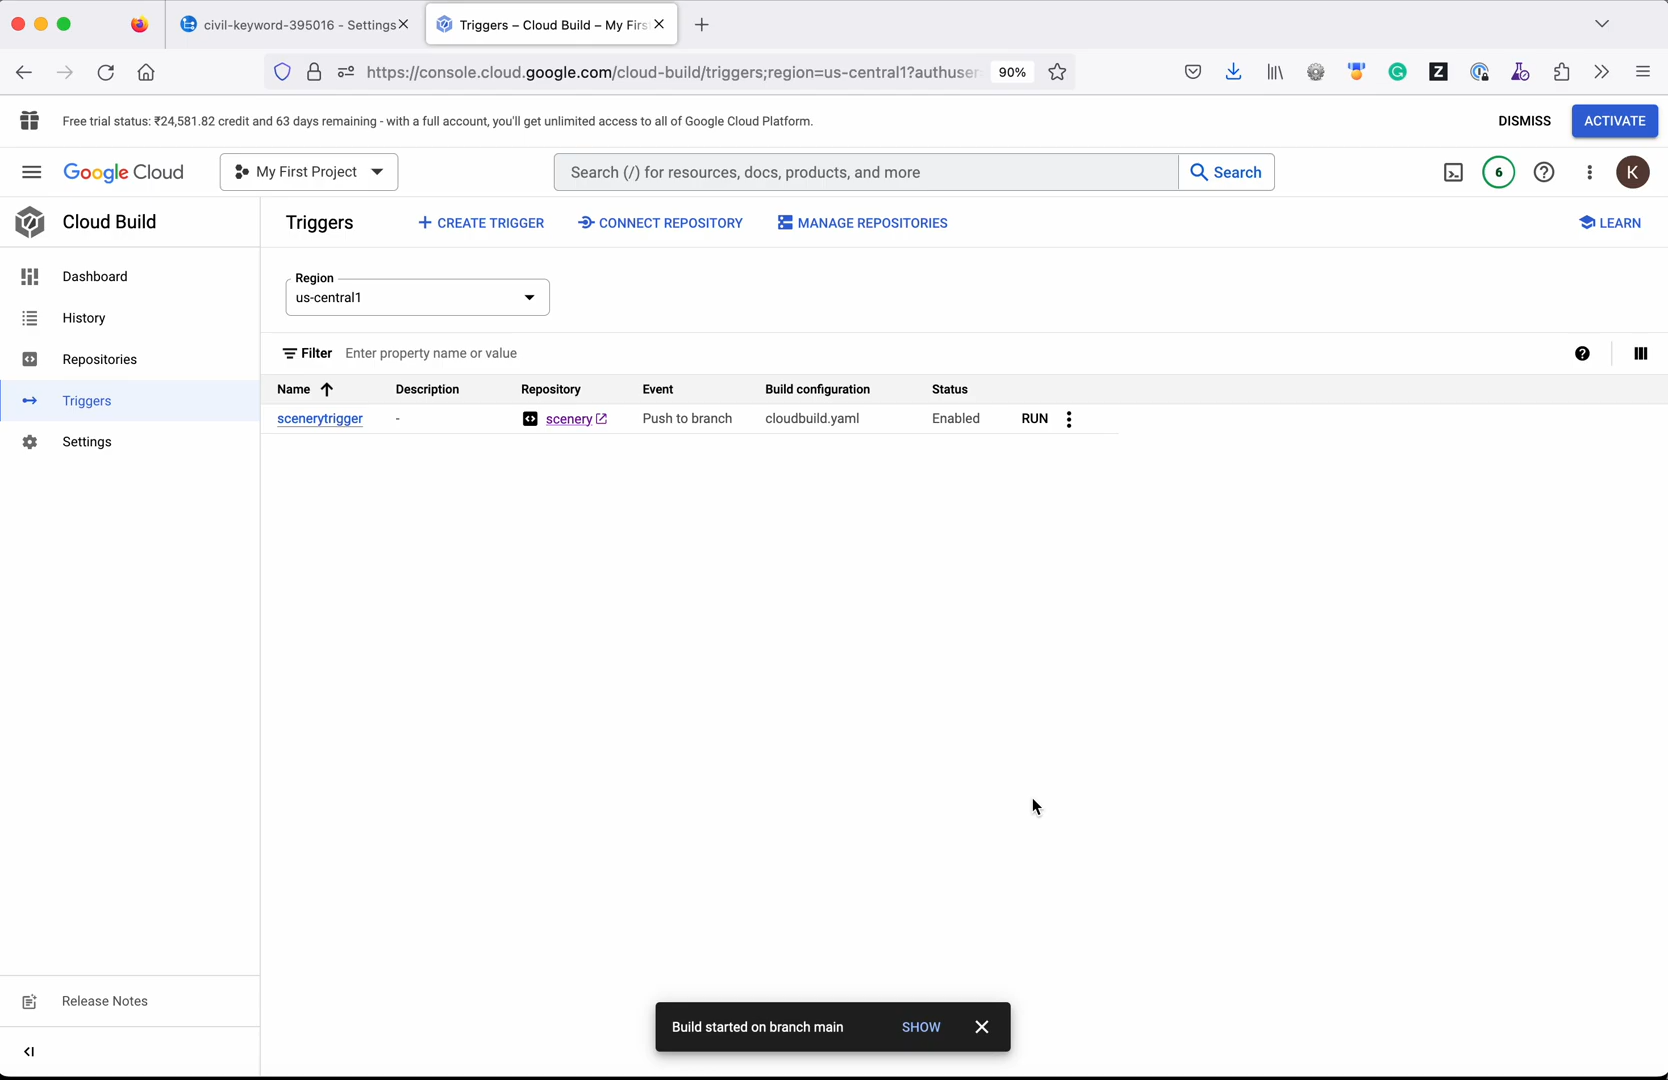 civil-keyword-395016 - Settings
Triggers – Cloud Build – My Firs
https://console.cloud.google.com/cloud-build/triggers;region=us-central1?authuser
90%
Free trial status: ₹24,581.82 credit and 63 days remaining - with a full account, you'll get unlimited access to all of Google Cloud Platform.
DISMISS
ACTIVATE
Google Cloud
My First Project
Search (/) for resources, docs, products, and more
Search
6
K
Cloud Build
Triggers
CREATE TRIGGER
CONNECT REPOSITORY
MANAGE REPOSITORIES
LEARN
Dashboard
History
Repositories
Triggers
Settings
Region
us-central1
Filter Enter property name or value
Name Description Repository Event Build configuration Status
scenerytrigger - scenery Push to branch cloudbuild.yaml Enabled RUN
Release Notes
Build started on branch main SHOW